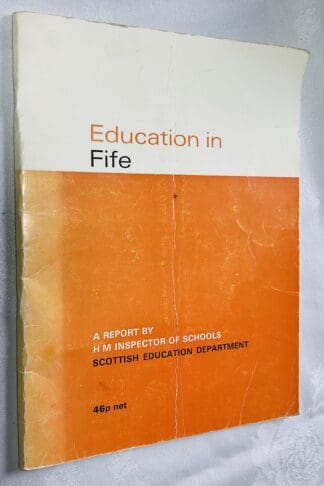 Education in
Fife
A REPORT BY
H M INSPECTOR OF SCHOOLS
SCOTTISH EDUCATION DEPARTMENT
46p net